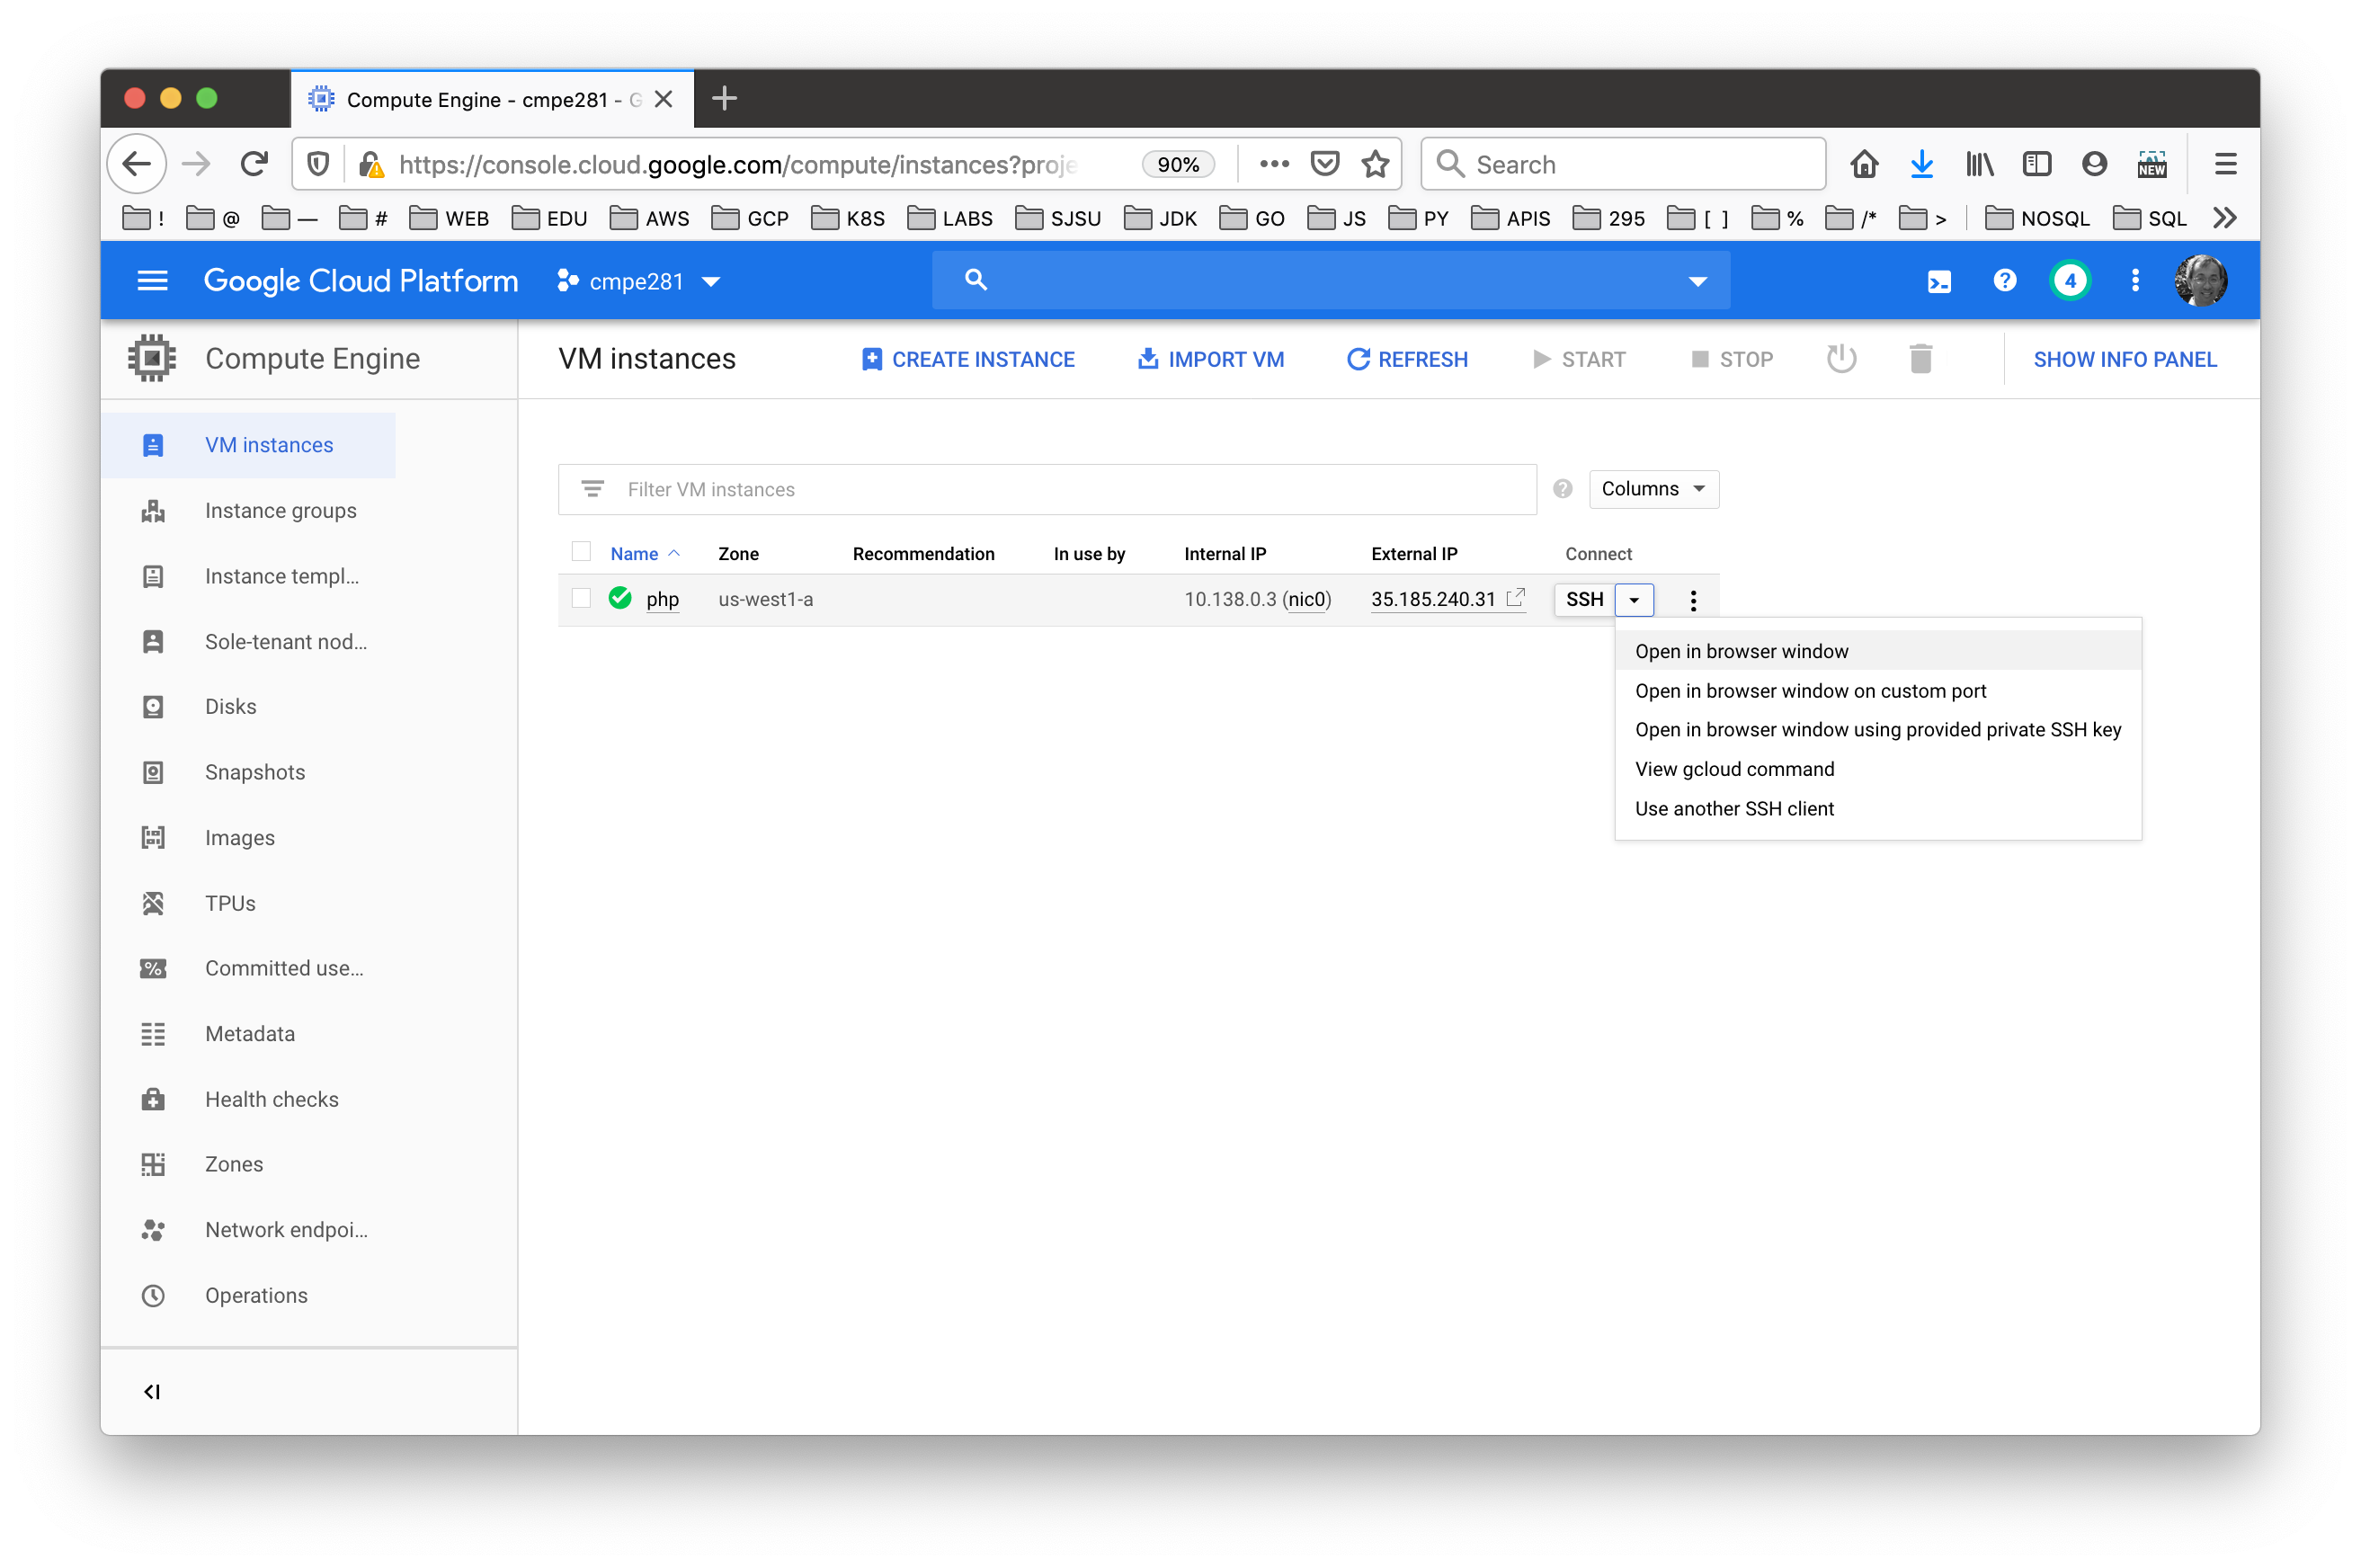 Compute Engine - cmpe281 - G
https://console.cloud.google.com/compute/instances?proje
90%
Search
NEW
!
@
—
#
WEB
EDU
AWS
GCP
K8S
LABS
SJSU
JDK
GO
JS
PY
APIS
295
[ ]
%
/*
>
NOSQL
SQL
Google Cloud Platform
cmpe281
4
Compute Engine
VM instances
CREATE INSTANCE
IMPORT VM
REFRESH
START
STOP
SHOW INFO PANEL
VM instances
Instance groups
Instance templ...
Sole-tenant nod...
Disks
Snapshots
Images
TPUs
Committed use...
Metadata
Health checks
Zones
Network endpoi...
Operations
Filter VM instances
Columns
Name Zone Recommendation In use by Internal IP External IP Connect
php us-west1-a 10.138.0.3 (nic0) 35.185.240.31 SSH
Open in browser window
Open in browser window on custom port
Open in browser window using provided private SSH key
View gcloud command
Use another SSH client